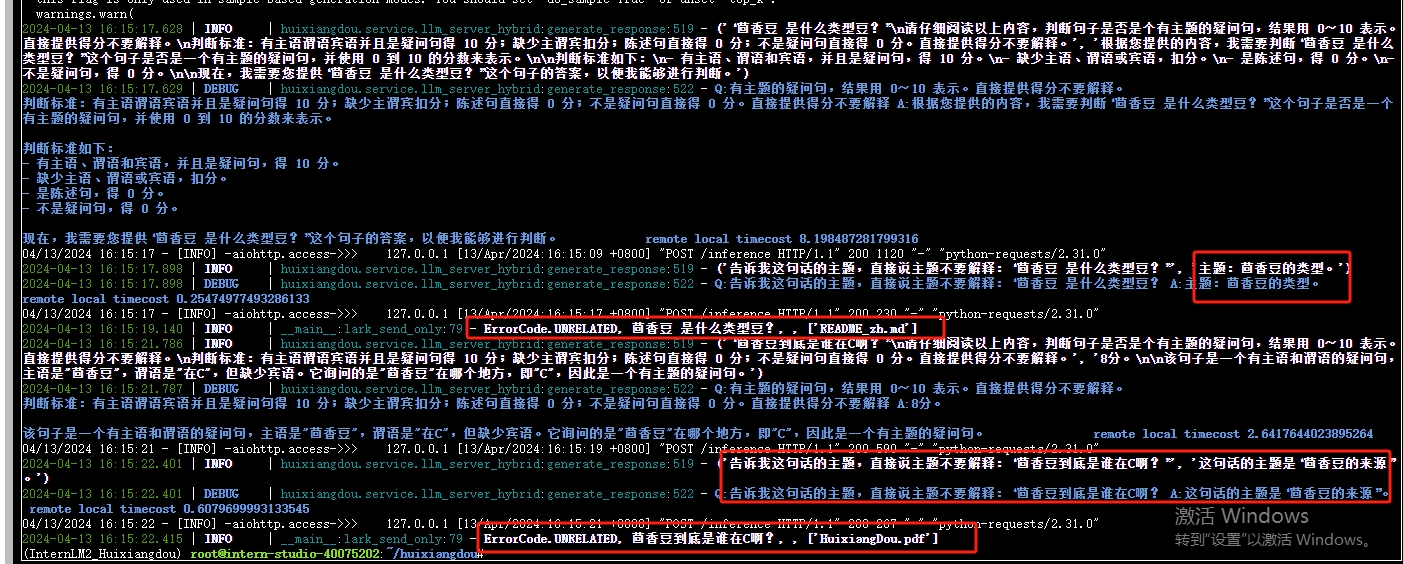 this flag is only used in sample-based generation modes. You should set `do_sample=True` or unset `top_k`.
warnings.warn(
2024-04-13 16:15:17.628 | INFO | huixiangdou.service.llm_server_hybrid:generate_response:519 - ('“茴香豆 是什么类型豆？”\n请仔细阅读以上内容，判断句子是否是个有主题的疑问句，结果用 0～10 表示。
直接提供得分不要解释。\n判断标准：有主语谓语宾语并且是疑问句得 10 分；缺少主谓宾扣分；陈述句直接得 0 分；不是疑问句直接得 0 分。直接提供得分不要解释。', '根据您提供的内容，我需要判断“茴香豆 是什么
类型豆？”这个句子是否是一个有主题的疑问句，并使用 0 到 10 的分数来表示。\n\n判断标准如下：\n- 有主语、谓语和宾语，并且是疑问句，得 10 分。\n- 缺少主语、谓语或宾语，扣分。\n- 是陈述句，得 0 分。\n-
不是疑问句，得 0 分。\n\n现在，我需要您提供“茴香豆 是什么类型豆？”这个句子的答案，以便我能够进行判断。')
2024-04-13 16:15:17.629 | DEBUG | huixiangdou.service.llm_server_hybrid:generate_response:522 - Q:有主题的疑问句，结果用 0～10 表示。直接提供得分不要解释。
判断标准：有主语谓语宾语并且是疑问句得 10 分；缺少主谓宾扣分；陈述句直接得 0 分；不是疑问句直接得 0 分。直接提供得分不要解释 A:根据您提供的内容，我需要判断“茴香豆 是什么类型豆？”这个句子是否是一个
有主题的疑问句，并使用 0 到 10 的分数来表示。
判断标准如下：
- 有主语、谓语和宾语，并且是疑问句，得 10 分。
- 缺少主语、谓语或宾语，扣分。
- 是陈述句，得 0 分。
- 不是疑问句，得 0 分。
现在，我需要您提供“茴香豆 是什么类型豆？”这个句子的答案，以便我能够进行判断。 remote local timecost 8.198487281799316
04/13/2024 16:15:17 - [INFO] -aiohttp.access->>> 127.0.0.1 [13/Apr/2024:16:15:09 +0800] "POST /inference HTTP/1.1" 200 1120 "-" "python-requests/2.31.0"
2024-04-13 16:15:17.898 | INFO | huixiangdou.service.llm_server_hybrid:generate_response:519 - ('告诉我这句话的主题，直接说主题不要解释：“茴香豆 是什么类型豆？”', '主题：茴香豆的类型。')
2024-04-13 16:15:17.898 | DEBUG | huixiangdou.service.llm_server_hybrid:generate_response:522 - Q:告诉我这句话的主题，直接说主题不要解释：“茴香豆 是什么类型豆？ A:主题：茴香豆的类型。
remote local timecost 0.25474977493286133
04/13/2024 16:15:17 - [INFO] -aiohttp.access->>> 127.0.0.1 [13/Apr/2024:16:15:17 +0800] "POST /inference HTTP/1.1" 200 230 "-" "python-requests/2.31.0"
2024-04-13 16:15:19.140 | INFO | __main__:lark_send_only:79 - ErrorCode.UNRELATED, 茴香豆 是什么类型豆？, , ['README_zh.md']
2024-04-13 16:15:21.786 | INFO | huixiangdou.service.llm_server_hybrid:generate_response:519 - ('“茴香豆到底是谁在C啊？”\n请仔细阅读以上内容，判断句子是否是个有主题的疑问句，结果用 0～10 表示。
直接提供得分不要解释。\n判断标准：有主语谓语宾语并且是疑问句得 10 分；缺少主谓宾扣分；陈述句直接得 0 分；不是疑问句直接得 0 分。直接提供得分不要解释。', '8分。\n\n该句子是一个有主语和谓语的疑问句，
主语是"茴香豆"，谓语是"在C"，但缺少宾语。它询问的是"茴香豆"在哪个地方，即"C"，因此是一个有主题的疑问句。')
2024-04-13 16:15:21.787 | DEBUG | huixiangdou.service.llm_server_hybrid:generate_response:522 - Q:有主题的疑问句，结果用 0～10 表示。直接提供得分不要解释。
判断标准：有主语谓语宾语并且是疑问句得 10 分；缺少主谓宾扣分；陈述句直接得 0 分；不是疑问句直接得 0 分。直接提供得分不要解释 A:8分。
该句子是一个有主语和谓语的疑问句，主语是"茴香豆"，谓语是"在C"，但缺少宾语。它询问的是"茴香豆"在哪个地方，即"C"，因此是一个有主题的疑问句。 remote local timecost 2.6417644023895264
04/13/2024 16:15:21 - [INFO] -aiohttp.access->>> 127.0.0.1 [13/Apr/2024:16:15:19 +0800] "POST /inference HTTP/1.1" 200 590 "-" "python-requests/2.31.0"
2024-04-13 16:15:22.401 | INFO | huixiangdou.service.llm_server_hybrid:generate_response:519 - ('告诉我这句话的主题，直接说主题不要解释：“茴香豆到底是谁在C啊？”', '这句话的主题是“茴香豆的来源”
。')
2024-04-13 16:15:22.401 | DEBUG | huixiangdou.service.llm_server_hybrid:generate_response:522 - Q:告诉我这句话的主题，直接说主题不要解释：“茴香豆到底是谁在C啊？ A:这句话的主题是“茴香豆的来源”。
remote local timecost 0.6079699993133545
04/13/2024 16:15:22 - [INFO] -aiohttp.access->>> 127.0.0.1 [13/Apr/2024:16:15:21 +0800] "POST /inference HTTP/1.1" 200 267 "-" "python-requests/2.31.0"
2024-04-13 16:15:22.415 | INFO | __main__:lark_send_only:79 - ErrorCode.UNRELATED, 茴香豆到底是谁在C啊？, , ['HuixiangDou.pdf']
(InternLM2_Huixiangdou) root@intern-studio-40075202:~/huixiangdou#
激活 Windows
转到“设置”以激活 Windows。